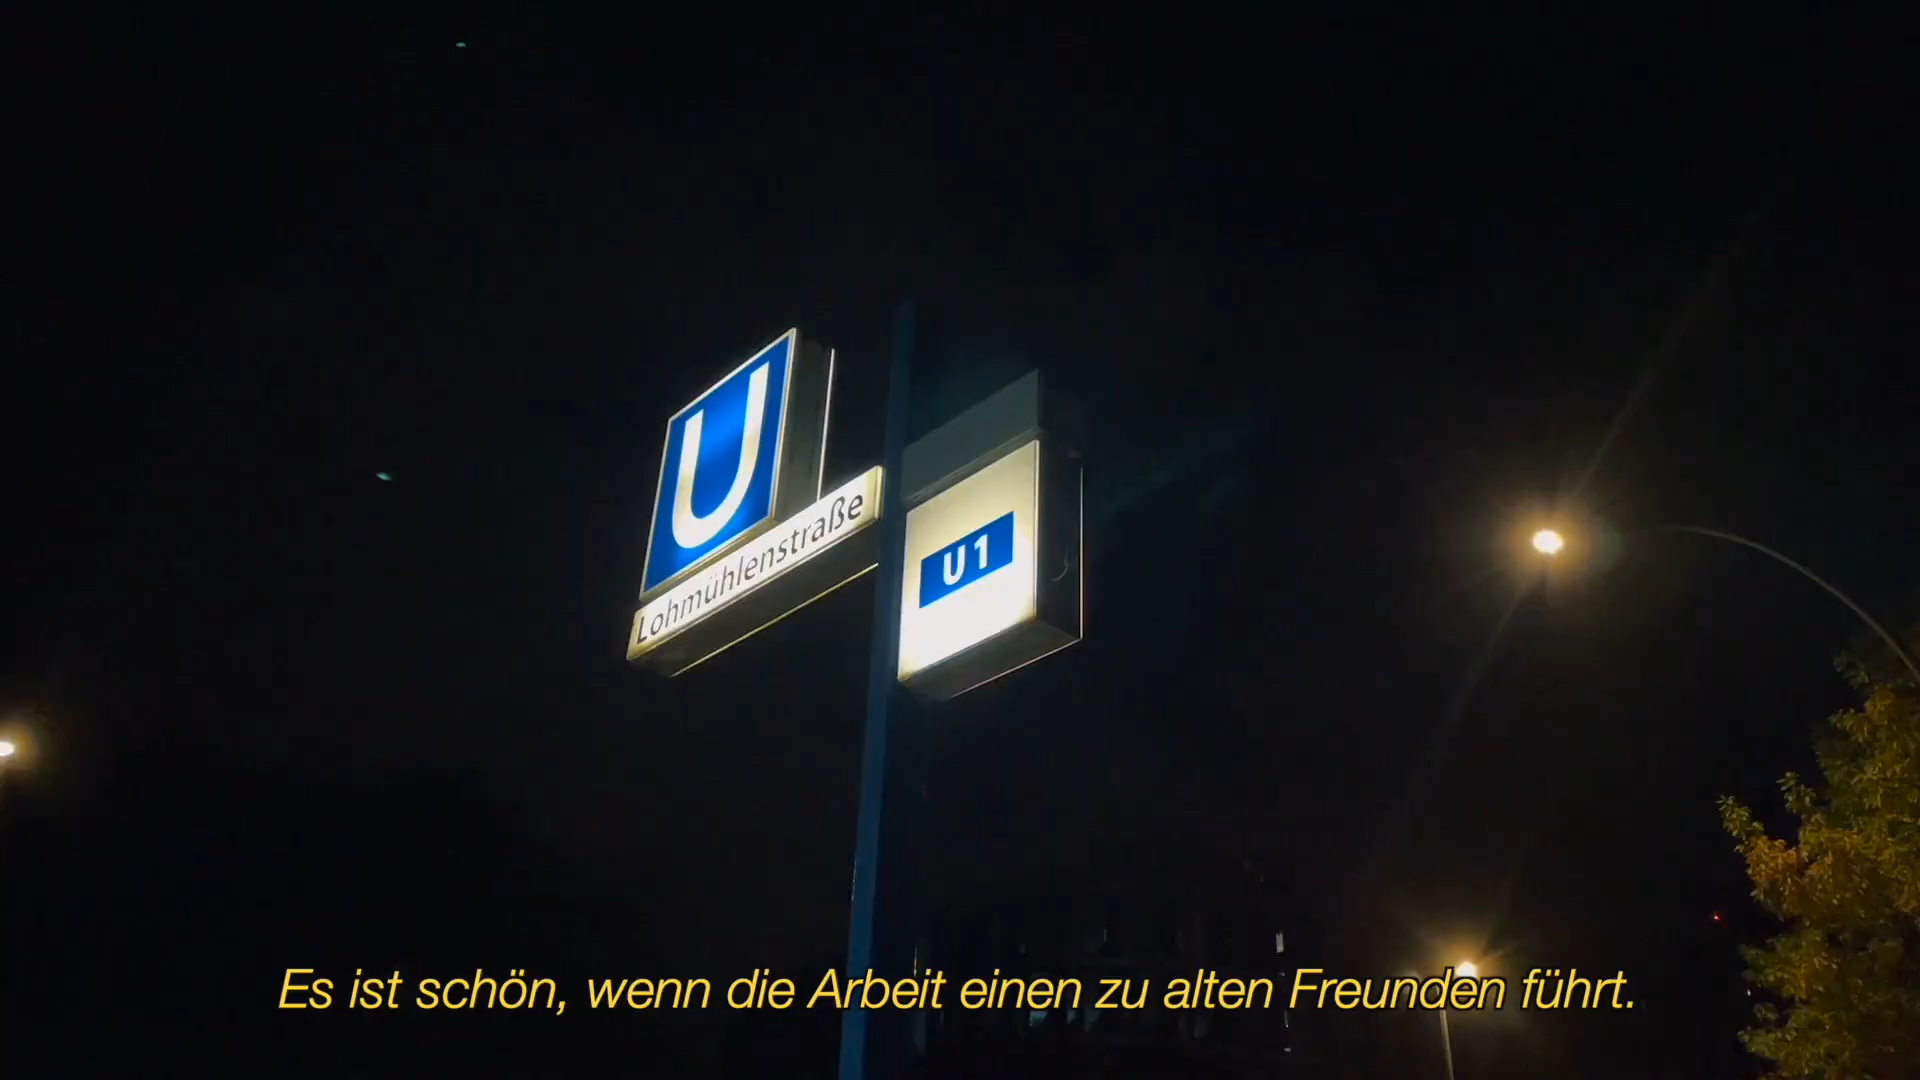 U
Lohmühlenstraße
U1
Es ist schön, wenn die Arbeit einen zu alten Freunden führt.